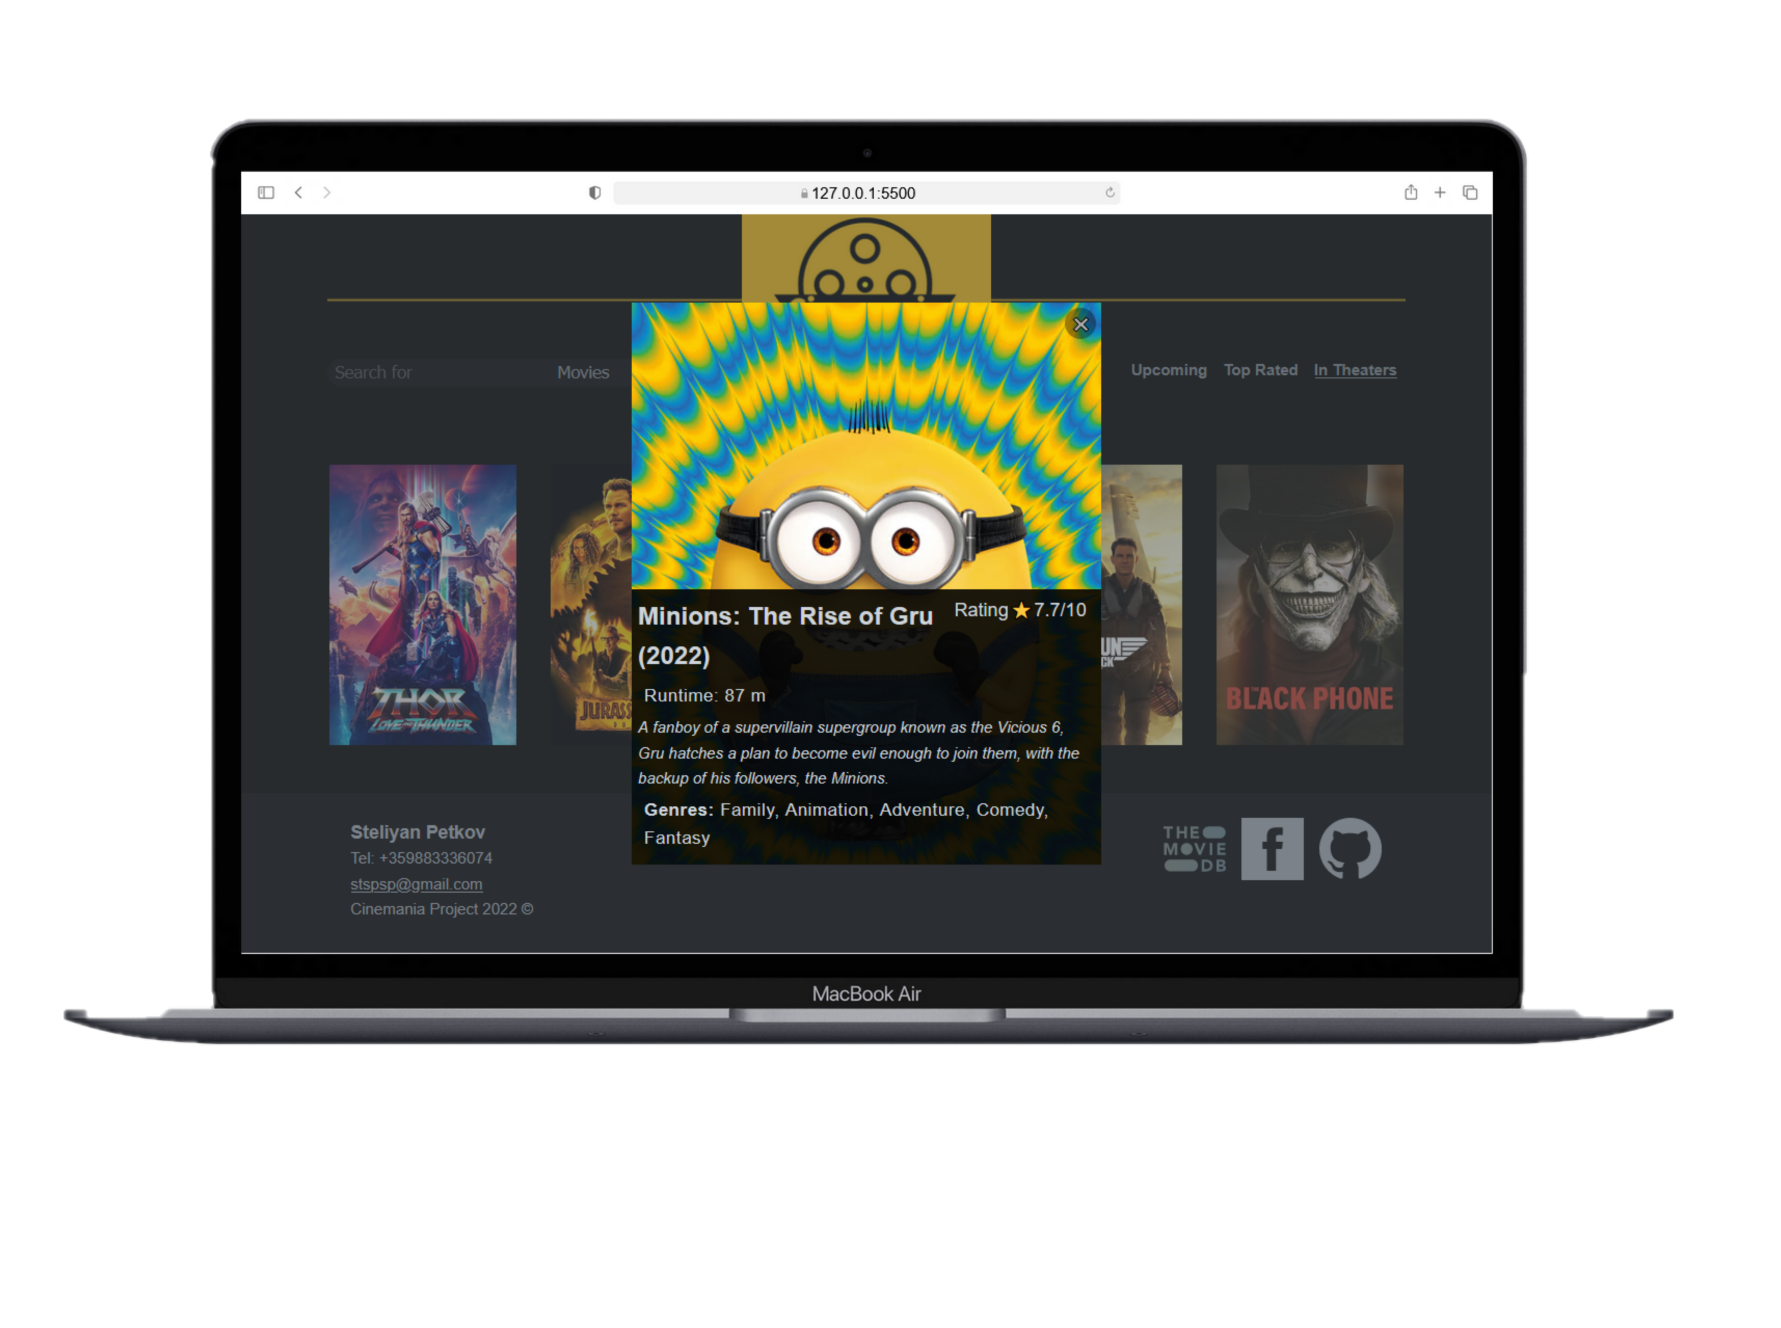 127.0.0.1:5500
Search for
Movies
Upcoming
Top Rated
In Theaters
THOR
LOVE AND THUNDER
JURASS
UN
CK
BLACK PHONE
Minions: The Rise of Gru
(2022)
Rating ★ 7.7/10
Runtime: 87 m
A fanboy of a supervillain supergroup known as the Vicious 6,
Gru hatches a plan to become evil enough to join them, with the
backup of his followers, the Minions.
Genres: Family, Animation, Adventure, Comedy,
Fantasy
Steliyan Petkov
Tel: +359883336074
stspsp@gmail.com
Cinemania Project 2022 ©
THE
MOVIE
DB
MacBook Air